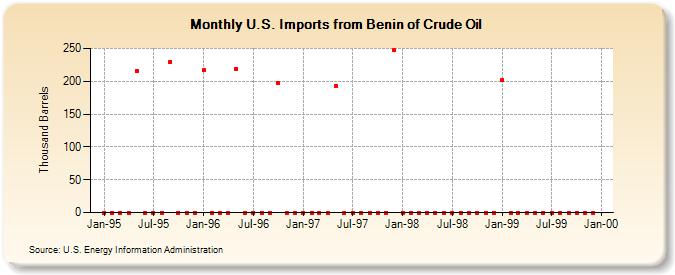 Monthly U.S. Imports from Benin of Crude Oil
Thousand Barrels
250
200
150
100
50
0
Jan-95 Jul-95 Jan-96 Jul-96 Jan-97 Jul-97 Jan-98 Jul-98 Jan-99 Jul-99 Jan-00
Source: U.S. Energy Information Administration